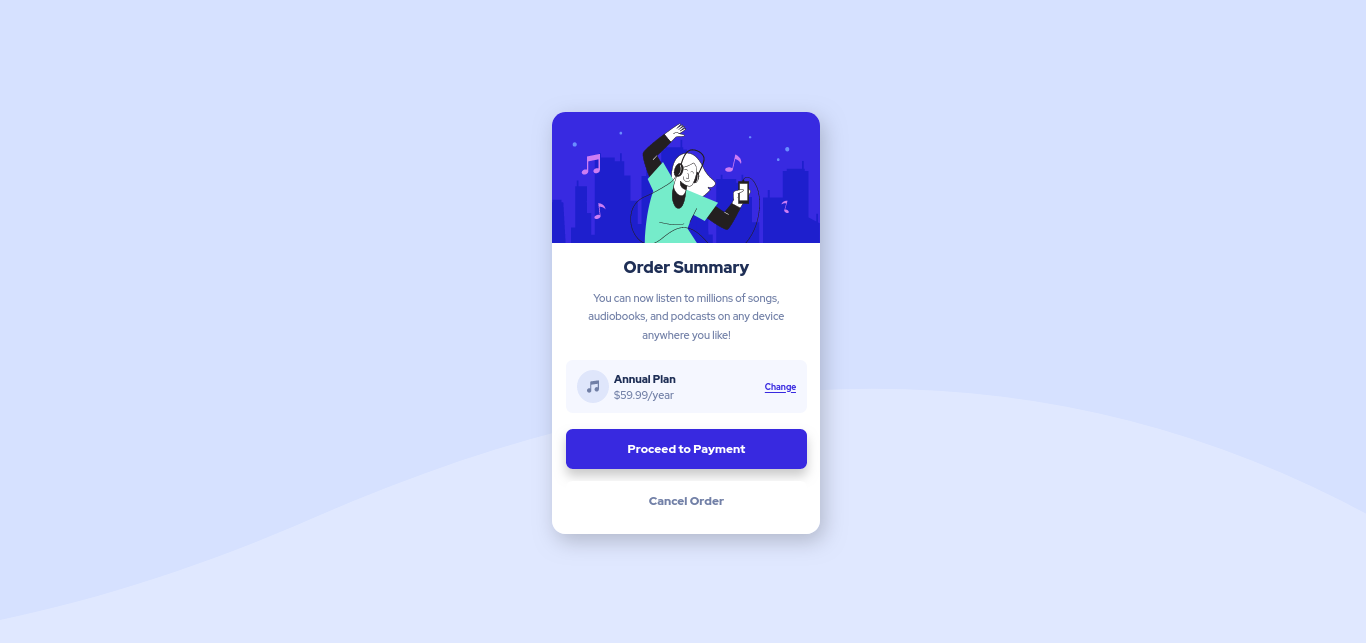 Order Summary
You can now listen to millions of songs,
audiobooks, and podcasts on any device
anywhere you like!
Annual Plan
$59.99/year
Change
Proceed to Payment
Cancel Order